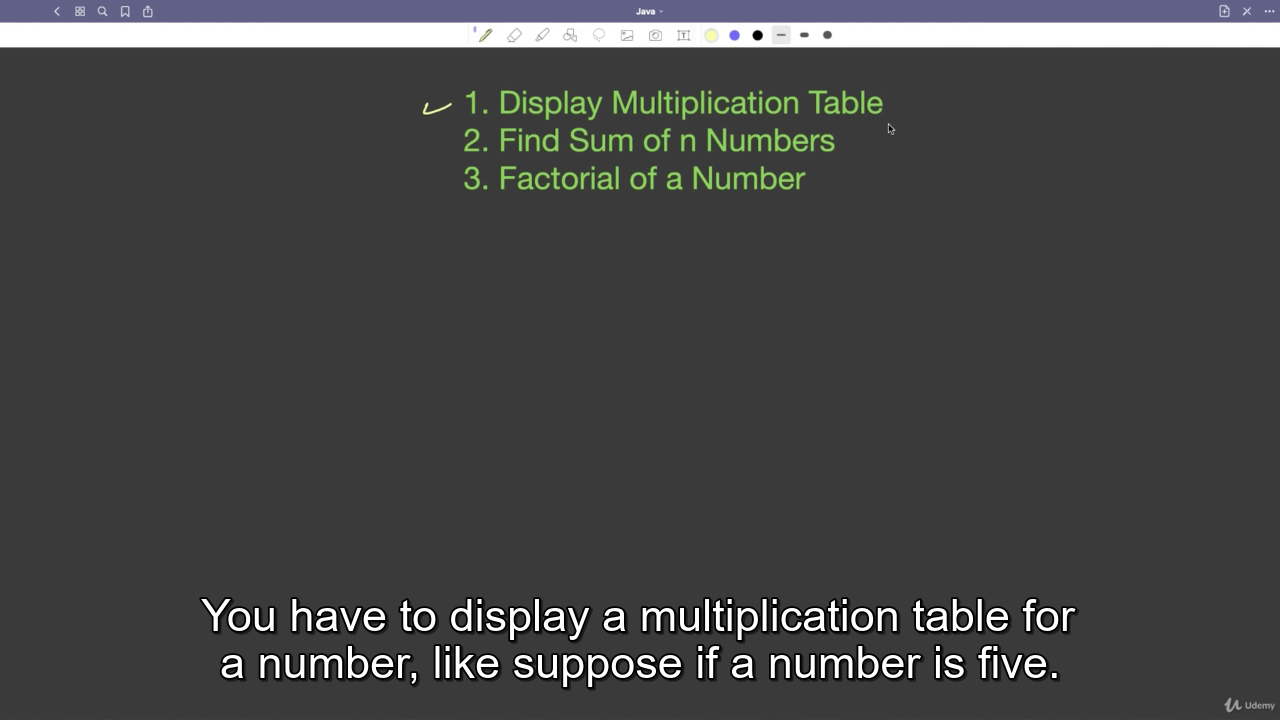 Java
1. Display Multiplication Table
2. Find Sum of n Numbers
3. Factorial of a Number
You have to display a multiplication table for
a number, like suppose if a number is five.
Udemy